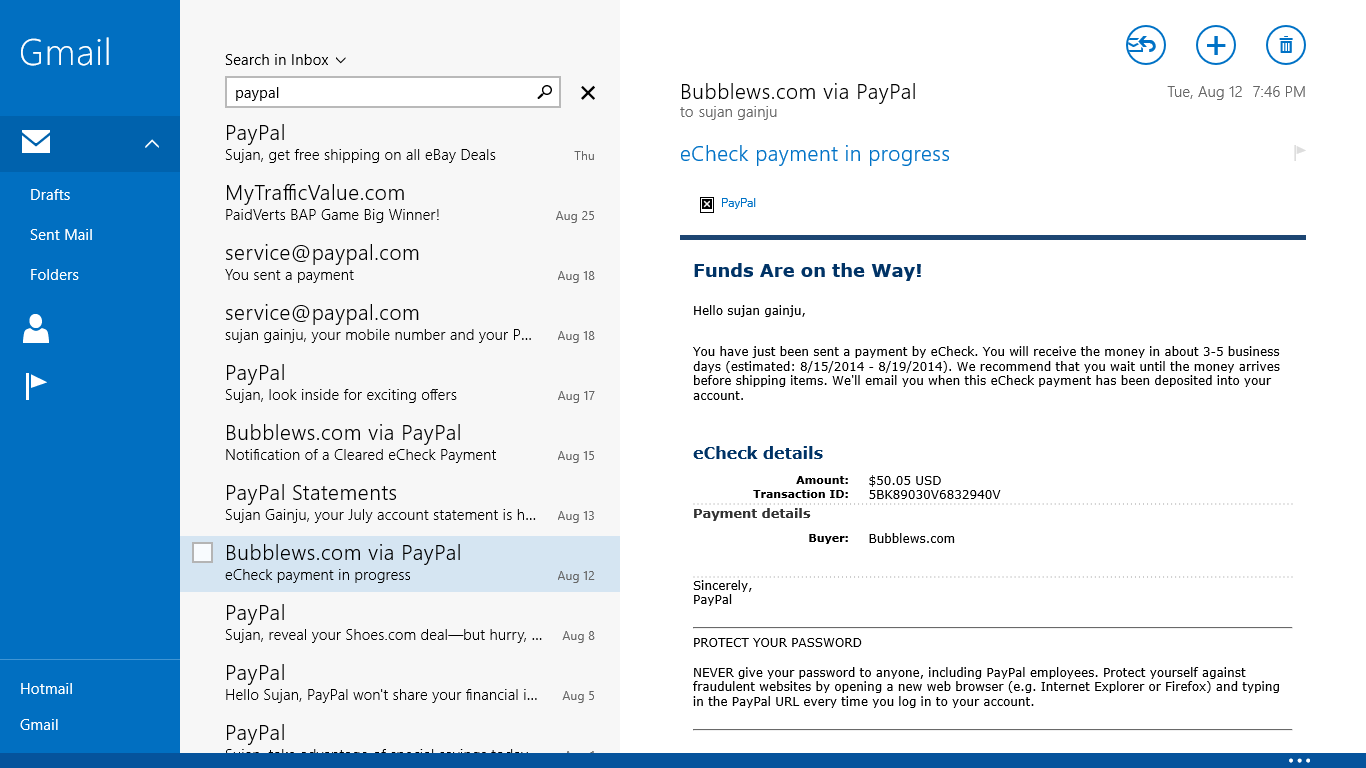 Gmail
Drafts
Sent Mail
Folders
Hotmail
Gmail
Search in Inbox
paypal
PayPal
Sujan, get free shipping on all eBay Deals
Thu
MyTrafficValue.com
PaidVerts BAP Game Big Winner!
Aug 25
service@paypal.com
You sent a payment
Aug 18
service@paypal.com
sujan gainju, your mobile number and your P...
Aug 18
PayPal
Sujan, look inside for exciting offers
Aug 17
Bubblews.com via PayPal
Notification of a Cleared eCheck Payment
Aug 15
PayPal Statements
Sujan Gainju, your July account statement is h...
Aug 13
Bubblews.com via PayPal
eCheck payment in progress
Aug 12
PayPal
Sujan, reveal your Shoes.com deal—but hurry, ...
Aug 8
PayPal
Hello Sujan, PayPal won't share your financial i...
Aug 5
PayPal
Sujan, take advantage of special savings today
Bubblews.com via PayPal
Tue, Aug 12 7:46 PM
to sujan gainju
eCheck payment in progress
PayPal
Funds Are on the Way!
Hello sujan gainju,
You have just been sent a payment by eCheck. You will receive the money in about 3-5 business
days (estimated: 8/15/2014 - 8/19/2014). We recommend that you wait until the money arrives
before shipping items. We'll email you when this eCheck payment has been deposited into your
account.
eCheck details
Amount: $50.05 USD
Transaction ID: 5BK89030V6832940V
Payment details
Buyer: Bubblews.com
Sincerely,
PayPal
PROTECT YOUR PASSWORD
NEVER give your password to anyone, including PayPal employees. Protect yourself against
fraudulent websites by opening a new web browser (e.g. Internet Explorer or Firefox) and typing
in the PayPal URL every time you log in to your account.